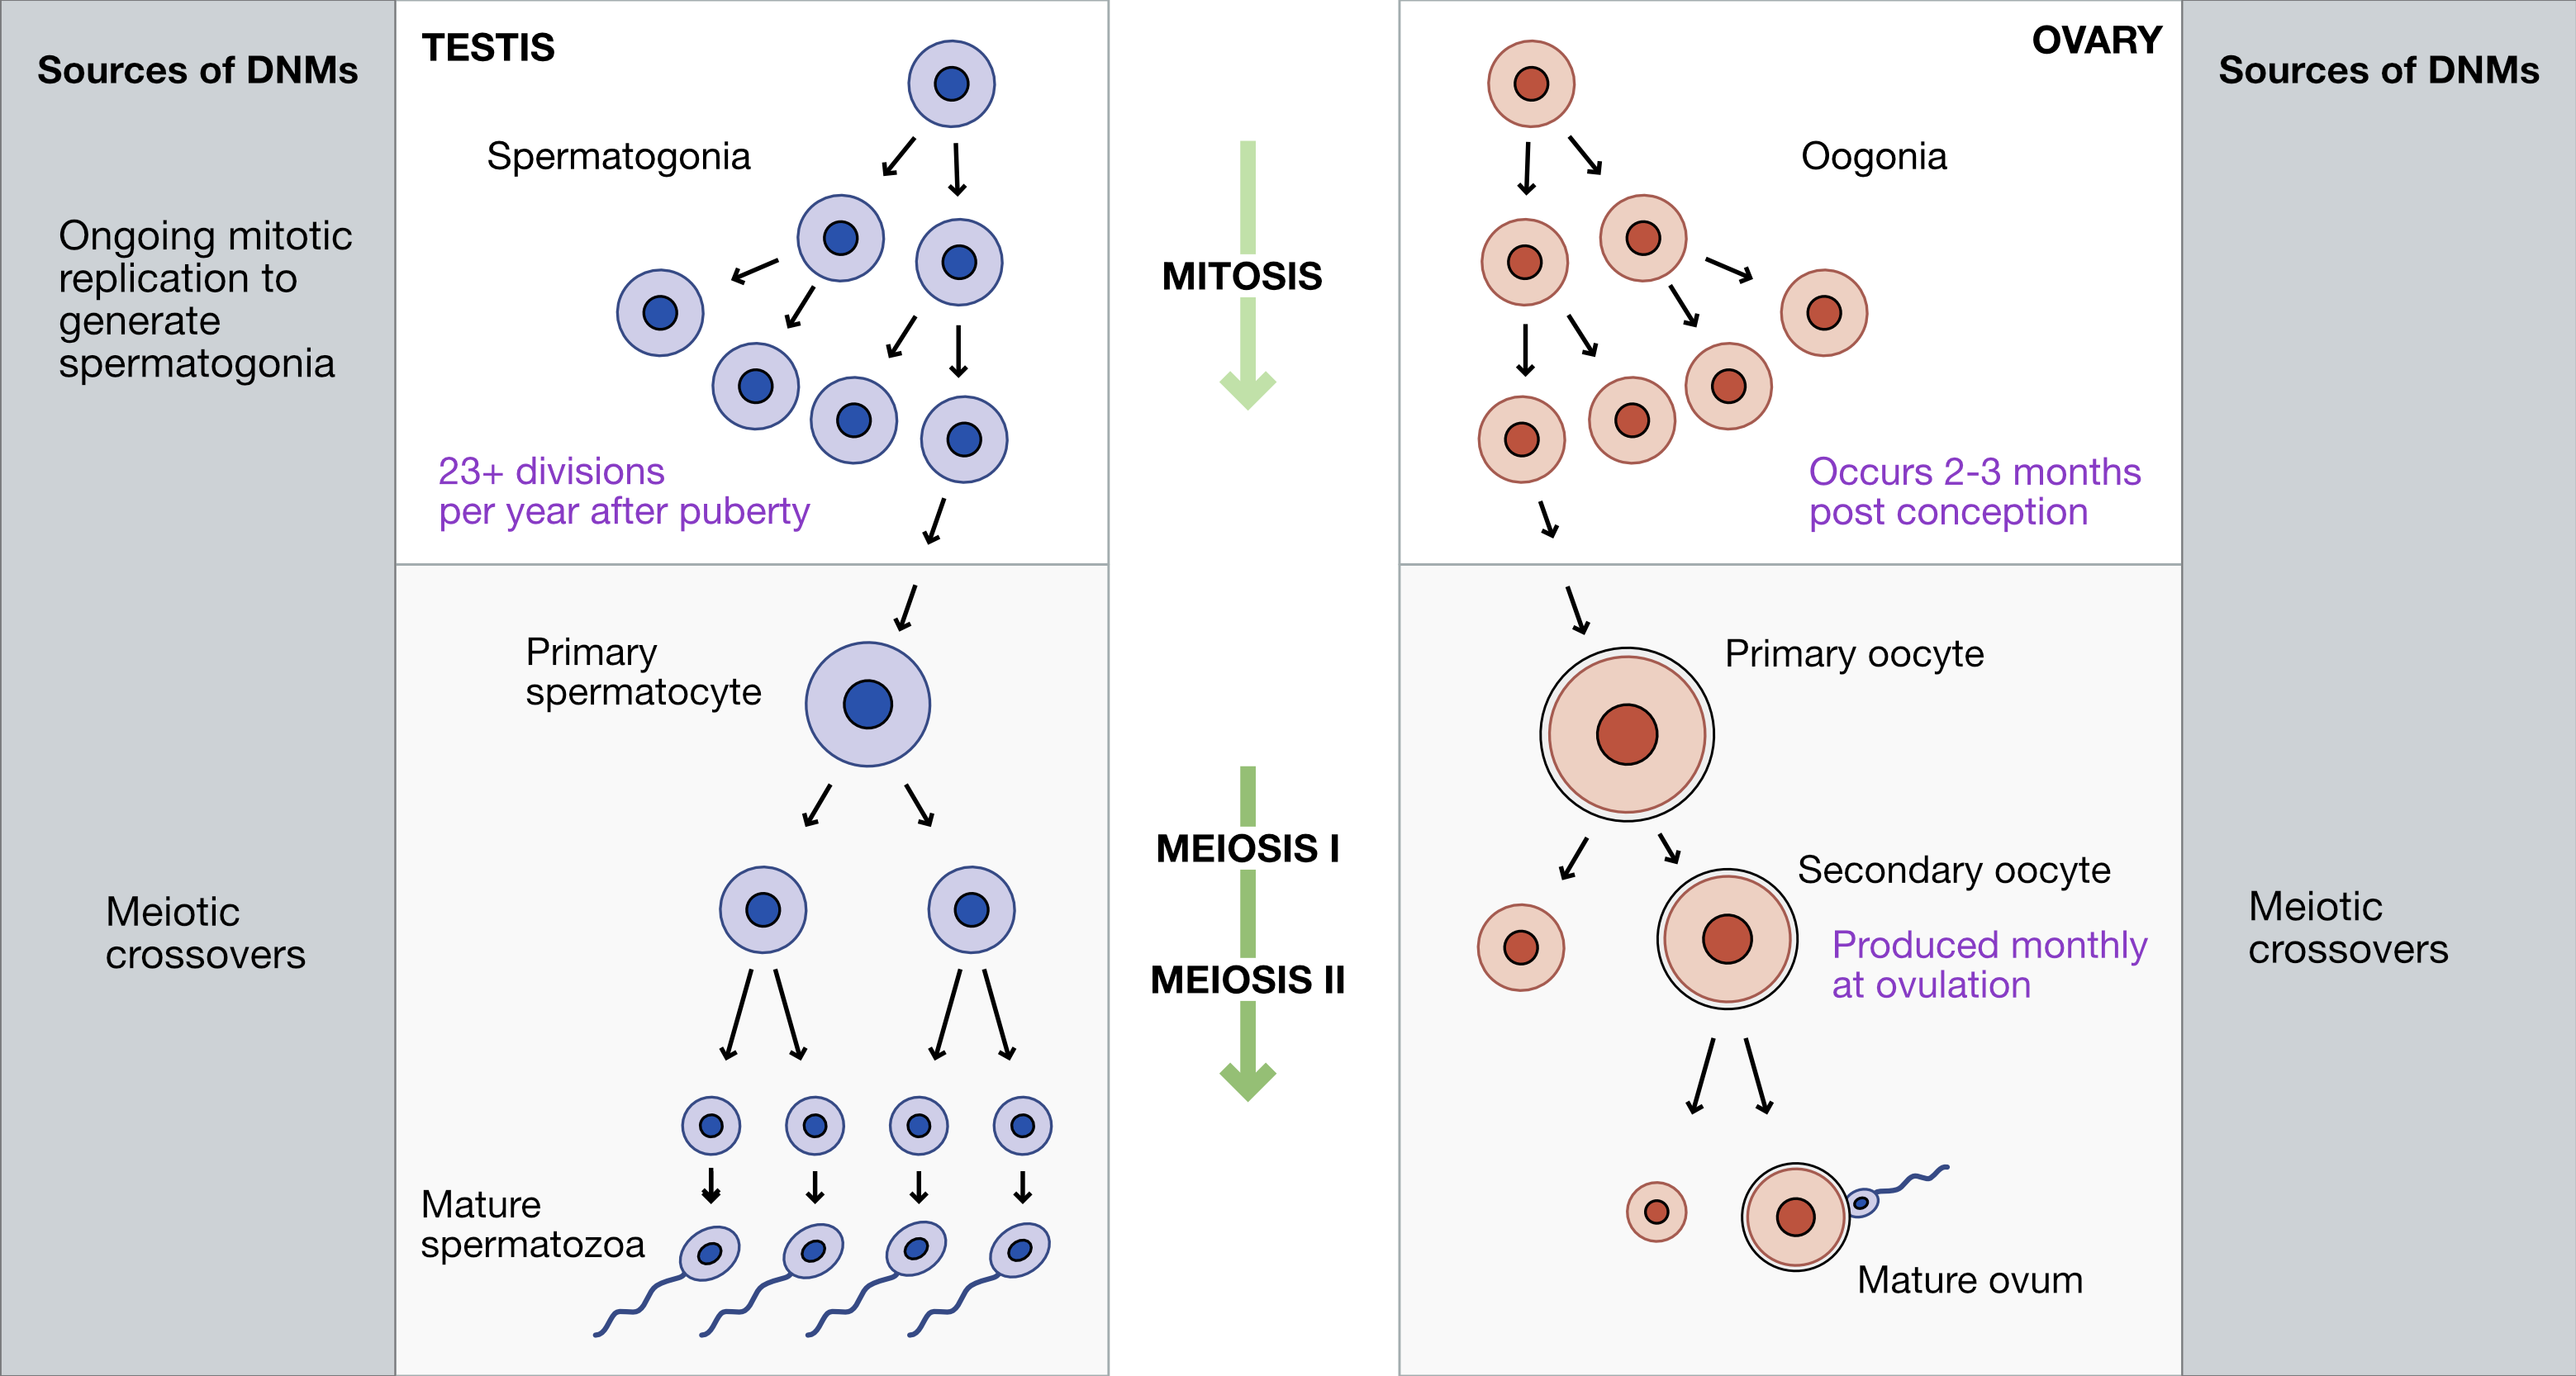 Sources of DNMs
Ongoing mitotic
replication to
generate
spermatogonia
Meiotic
crossovers
TESTIS
Spermatogonia
23+ divisions
per year after puberty
Primary
spermatocyte
Mature
spermatozoa
MITOSIS
MEIOSIS I
MEIOSIS II
OVARY
Oogonia
Occurs 2-3 months
post conception
Primary oocyte
Secondary oocyte
Produced monthly
at ovulation
Mature ovum
Sources of DNMs
Meiotic
crossovers